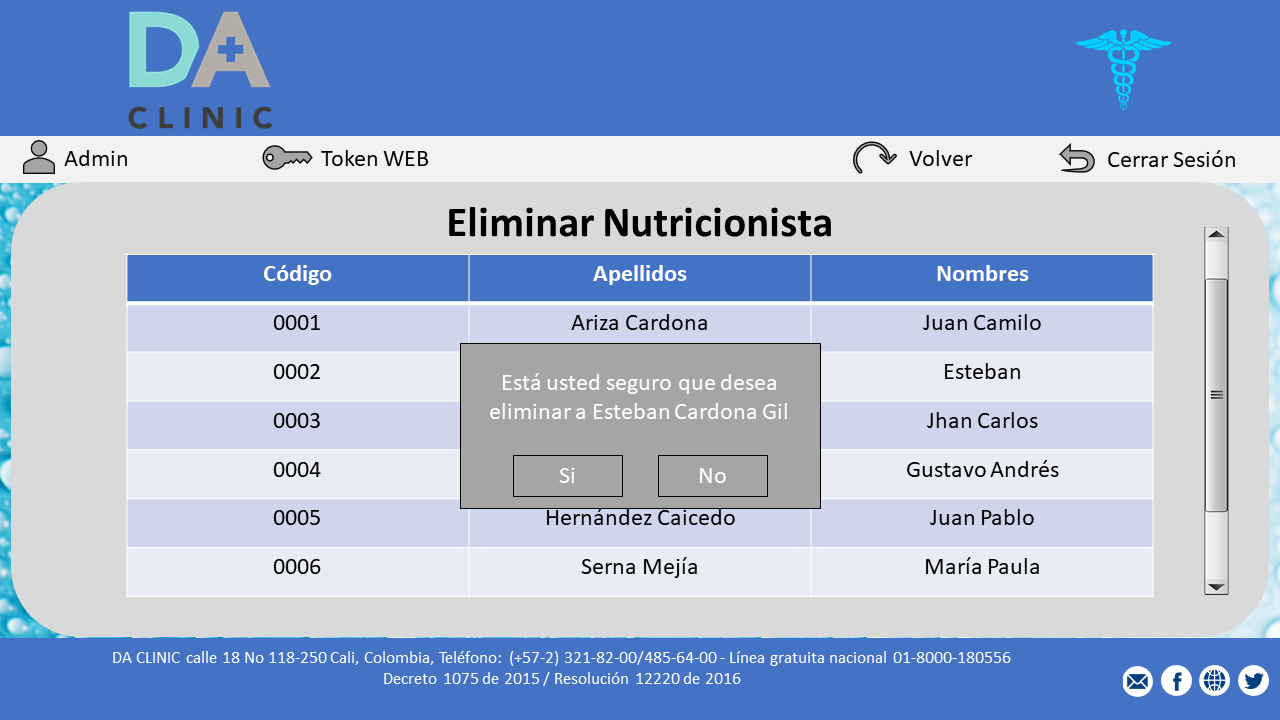 DA
CLINIC
Admin
Token WEB
Volver
Cerrar Sesión
Eliminar Nutricionista
Código Apellidos Nombres
0001 Ariza Cardona Juan Camilo
0002 Esteban
0003 Jhan Carlos
0004 Gustavo Andrés
0005 Hernández Caicedo Juan Pablo
0006 Serna Mejía María Paula
Está usted seguro que desea
eliminar a Esteban Cardona Gil
Si No
DA CLINIC calle 18 No 118-250 Cali, Colombia, Teléfono: (+57-2) 321-82-00/485-64-00 - Línea gratuita nacional 01-8000-180556
Decreto 1075 de 2015 / Resolución 12220 de 2016